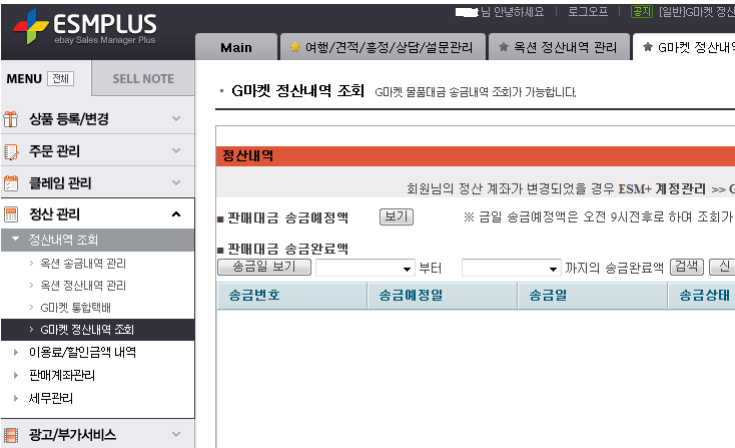 ESMPLUS
ebay Sales Manager Plus
님 안녕하세요 | 로그오프 | 공지 [일반]G마켓 정산
Main 여행/견적/흥정/상담/설문관리 옥션 정산내역 관리 G마켓 정산내역
MENU 전체 SELL NOTE
G마켓 정산내역 조회 G마켓 물품대금 송금내역 조회가 가능합니다.
상품 등록/변경
주문 관리
클레임 관리
정산 관리
정산내역 조회
옥션 송금내역 관리
옥션 정산내역 관리
G마켓 통합택배
G마켓 정산내역 조회
이용료/할인금액 내역
판매계좌관리
세무관리
광고/부가서비스
정산내역
회원님의 정산 계좌가 변경되었을 경우 ESM+ 계정관리 >> G
판매대금 송금예정액 보기 ※ 금일 송금예정액은 오전 9시전후로 하여 조회가
판매대금 송금완료액
송금일 보기 부터 까지의 송금완료액 검색 신
송금번호 송금예정일 송금일 송금상태